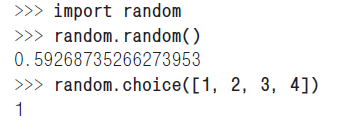 >>> import random
>>> random.random()
0.59268735266273953
>>> random.choice([1, 2, 3, 4])
1